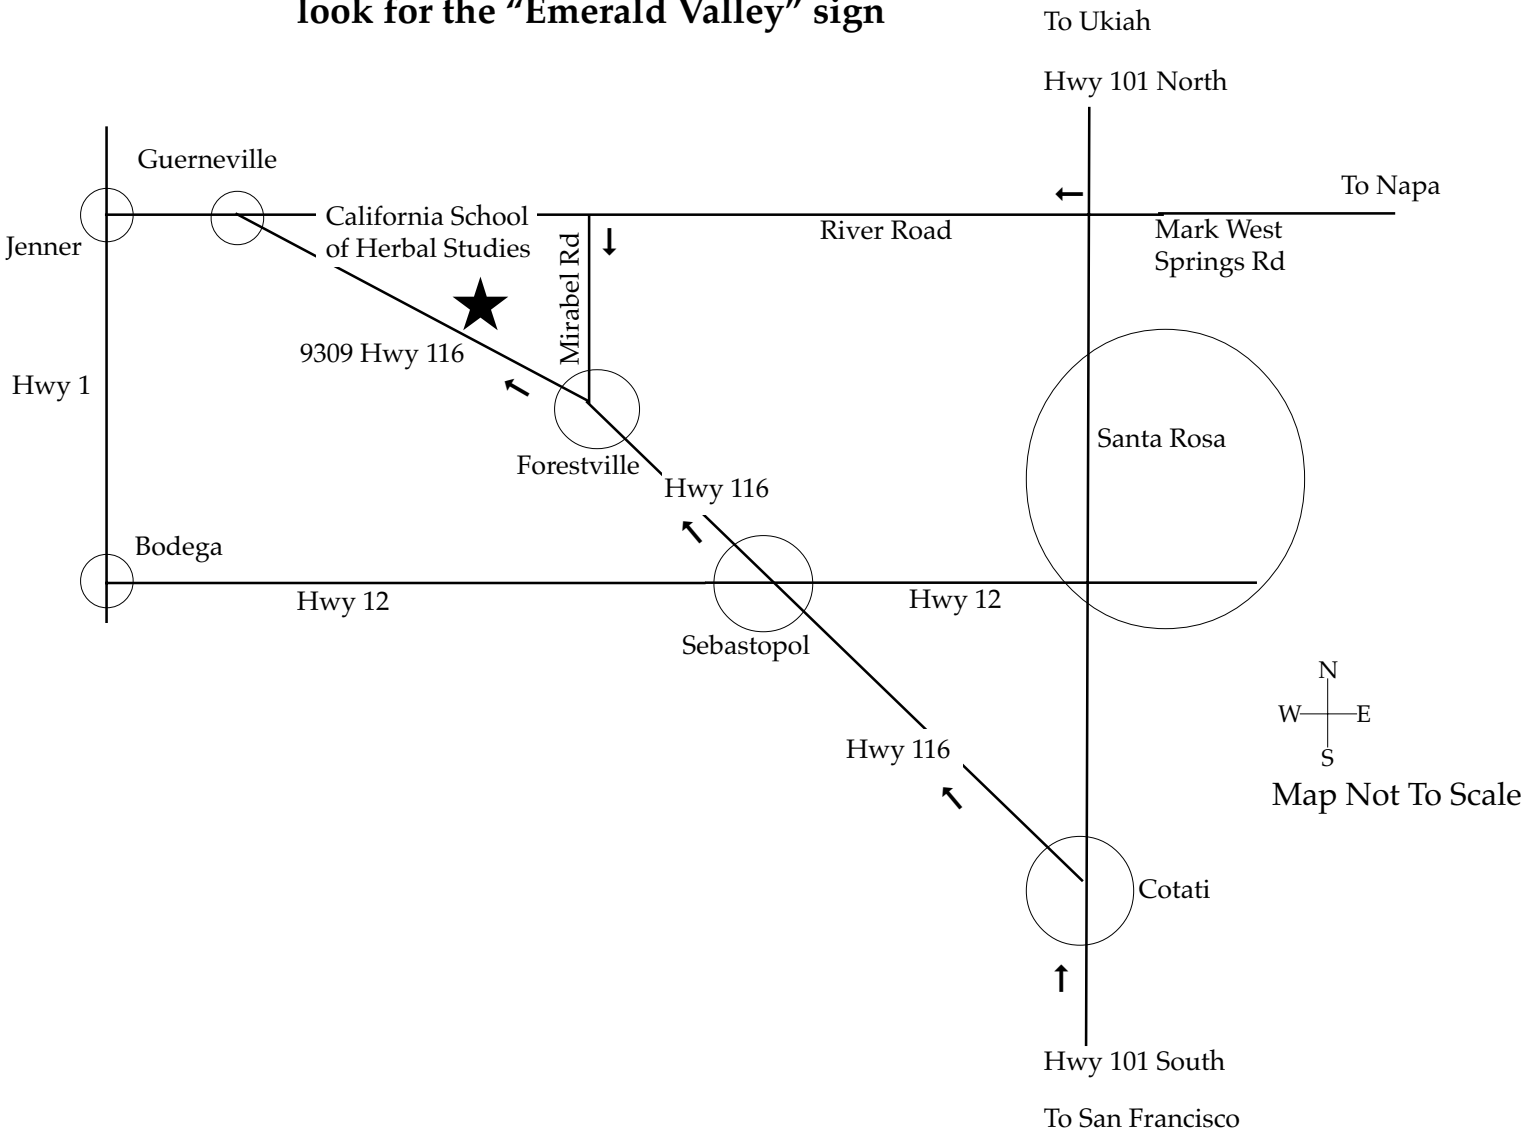 look for the “Emerald Valley” sign
To Ukiah
Hwy 101 North
Guerneville
To Napa
California School
of Herbal Studies
River Road
Mark West
Springs Rd
Jenner
Mirabel Rd
9309 Hwy 116
Hwy 1
Santa Rosa
Forestville
Hwy 116
Bodega
Hwy 12
Hwy 12
Sebastopol
N
W E
S
Hwy 116
Map Not To Scale
Cotati
Hwy 101 South
To San Francisco